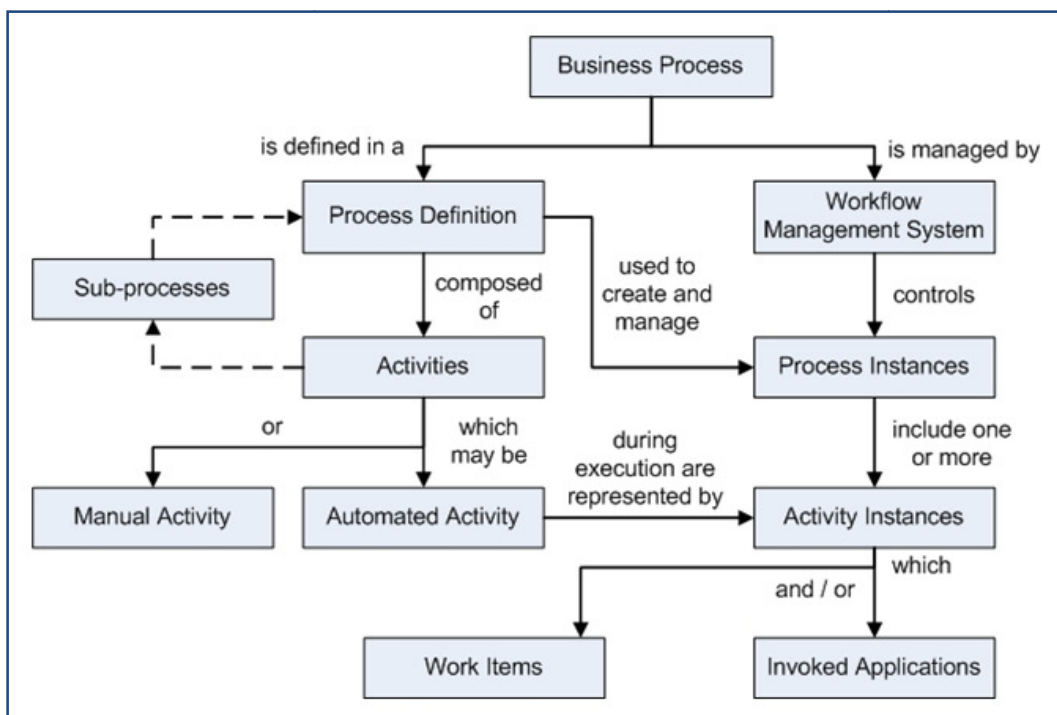 Business Process
is defined in a
is managed by
Process Definition
Workflow
Management System
Sub-processes
composed
of
used to
create and
manage
controls
Activities
Process Instances
or
which
may be
during
execution are
represented by
include one
or more
Manual Activity
Automated Activity
Activity Instances
and / or
which
Work Items
Invoked Applications